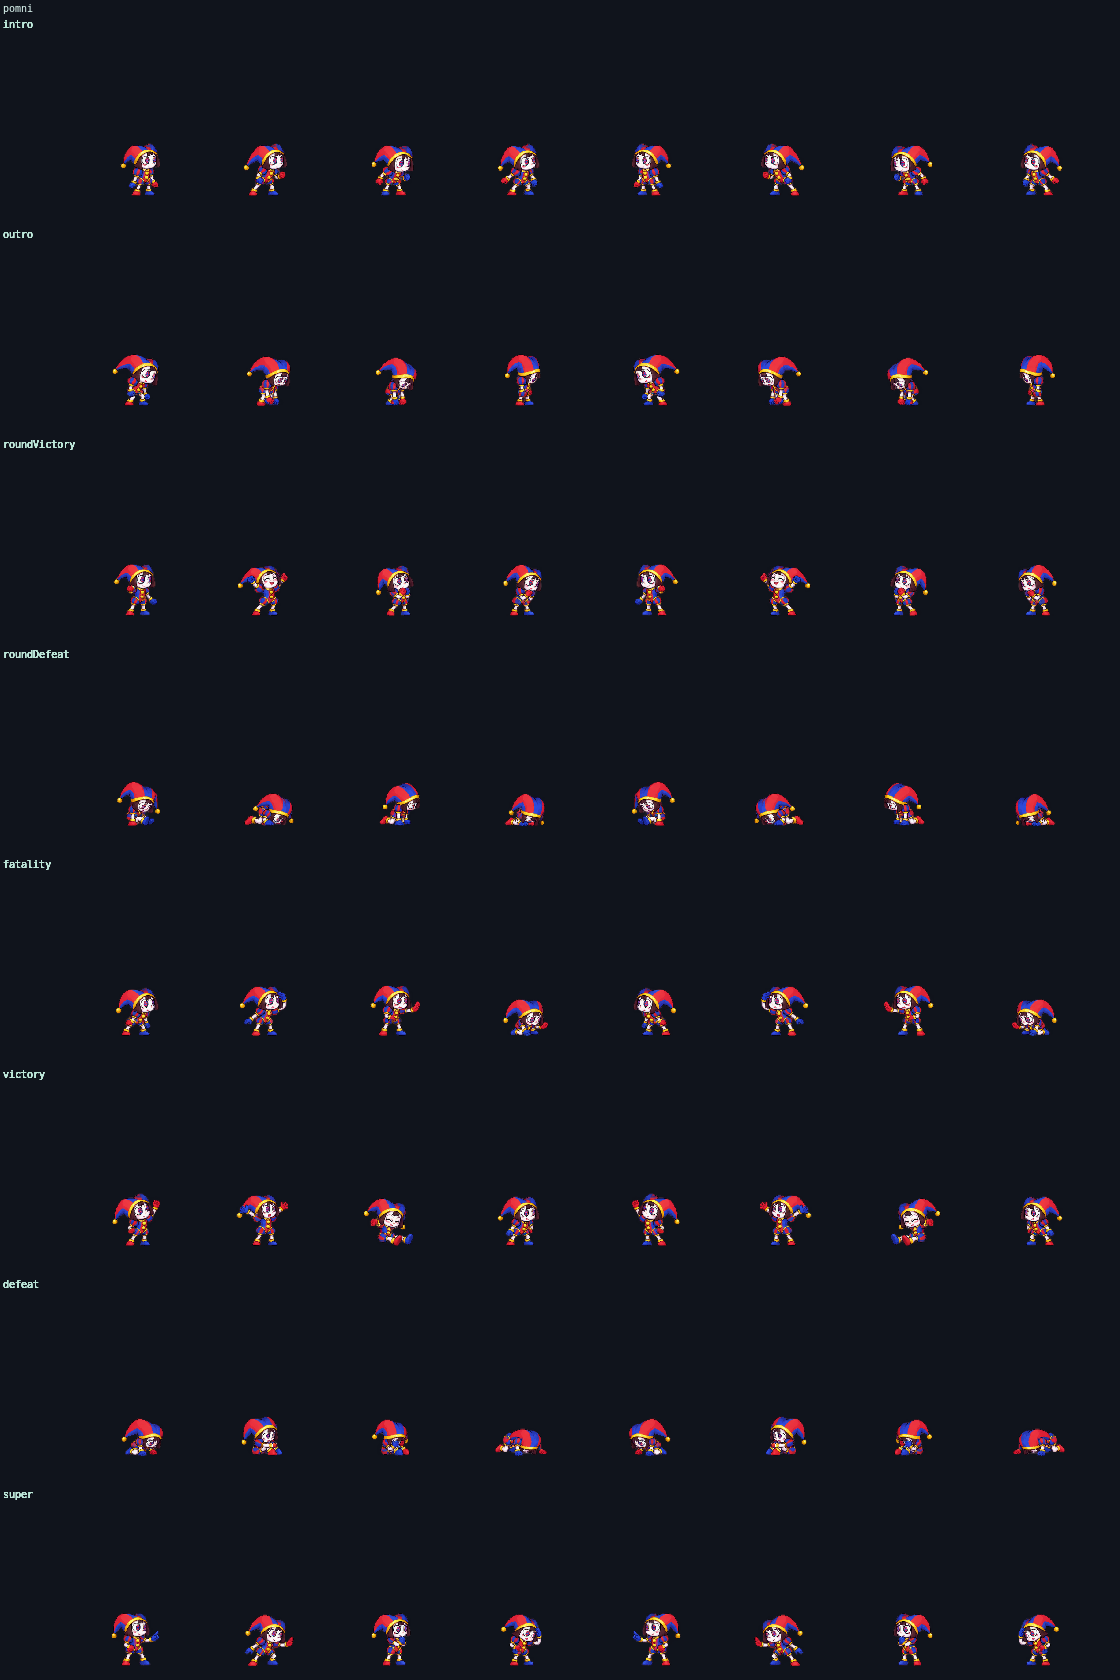 pomni
intro
outro
roundVictory
roundDefeat
fatality
victory
defeat
super